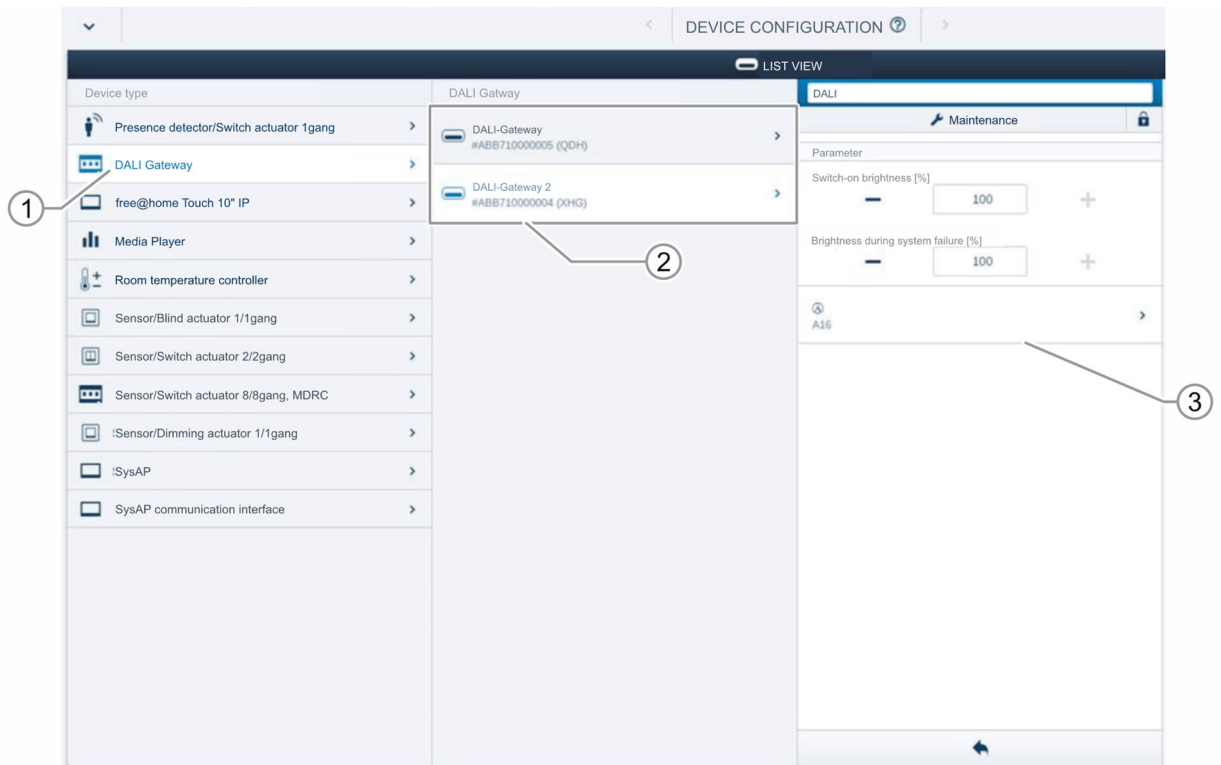 DEVICE CONFIGURATION ?
LIST VIEW
Device type
Presence detector/Switch actuator 1gang
DALI Gateway
free@home Touch 10" IP
Media Player
Room temperature controller
Sensor/Blind actuator 1/1gang
Sensor/Switch actuator 2/2gang
Sensor/Switch actuator 8/8gang, MDRC
Sensor/Dimming actuator 1/1gang
SysAP
SysAP communication interface
DALI Gatway
DALI-Gateway
#ABB710000005 (QDH)
DALI-Gateway 2
#ABB710000004 (XHG)
DALI
Maintenance
Parameter
Switch-on brightness [%]
− 100 +
Brightness during system failure [%]
− 100 +
A16
1
2
3